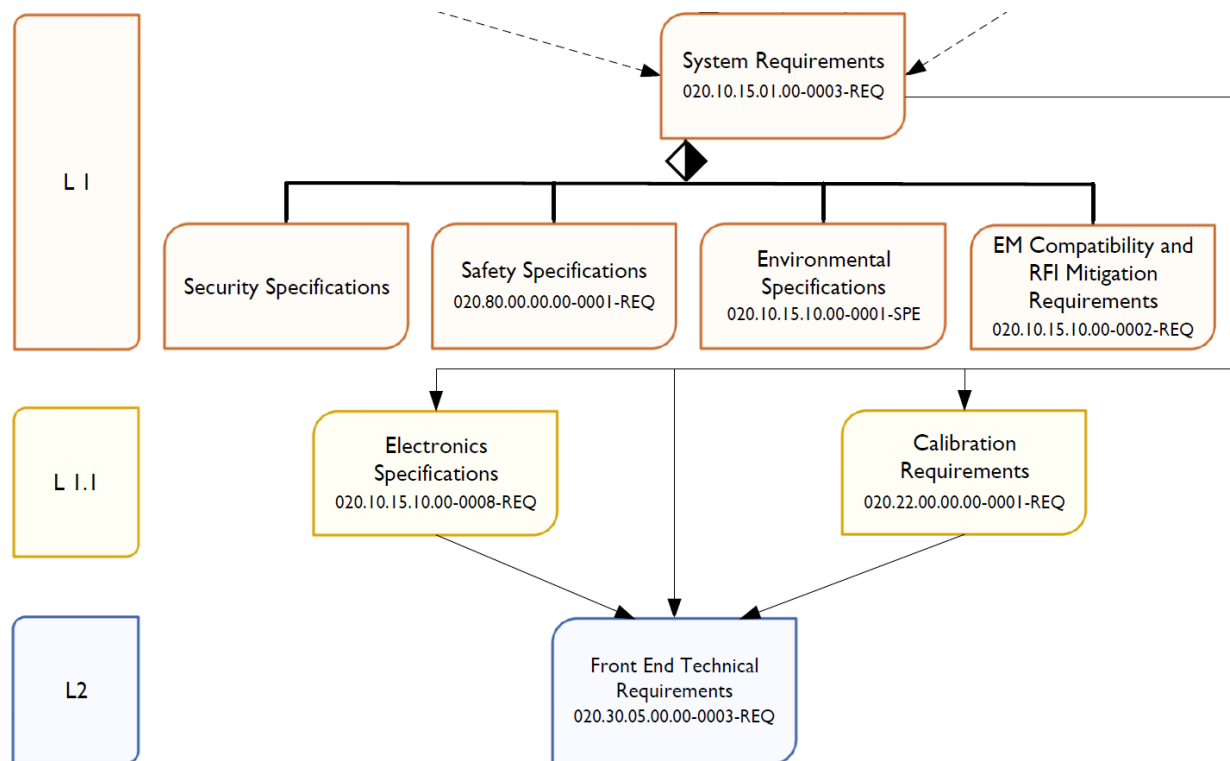 System Requirements
020.10.15.01.00-0003-REQ
L 1
Security Specifications
Safety Specifications
020.80.00.00.00-0001-REQ
Environmental
Specifications
020.10.15.10.00-0001-SPE
EM Compatibility and
RFI Mitigation
Requirements
020.10.15.10.00-0002-REQ
L 1.1
Electronics
Specifications
020.10.15.10.00-0008-REQ
Calibration
Requirements
020.22.00.00.00-0001-REQ
L2
Front End Technical
Requirements
020.30.05.00.00-0003-REQ